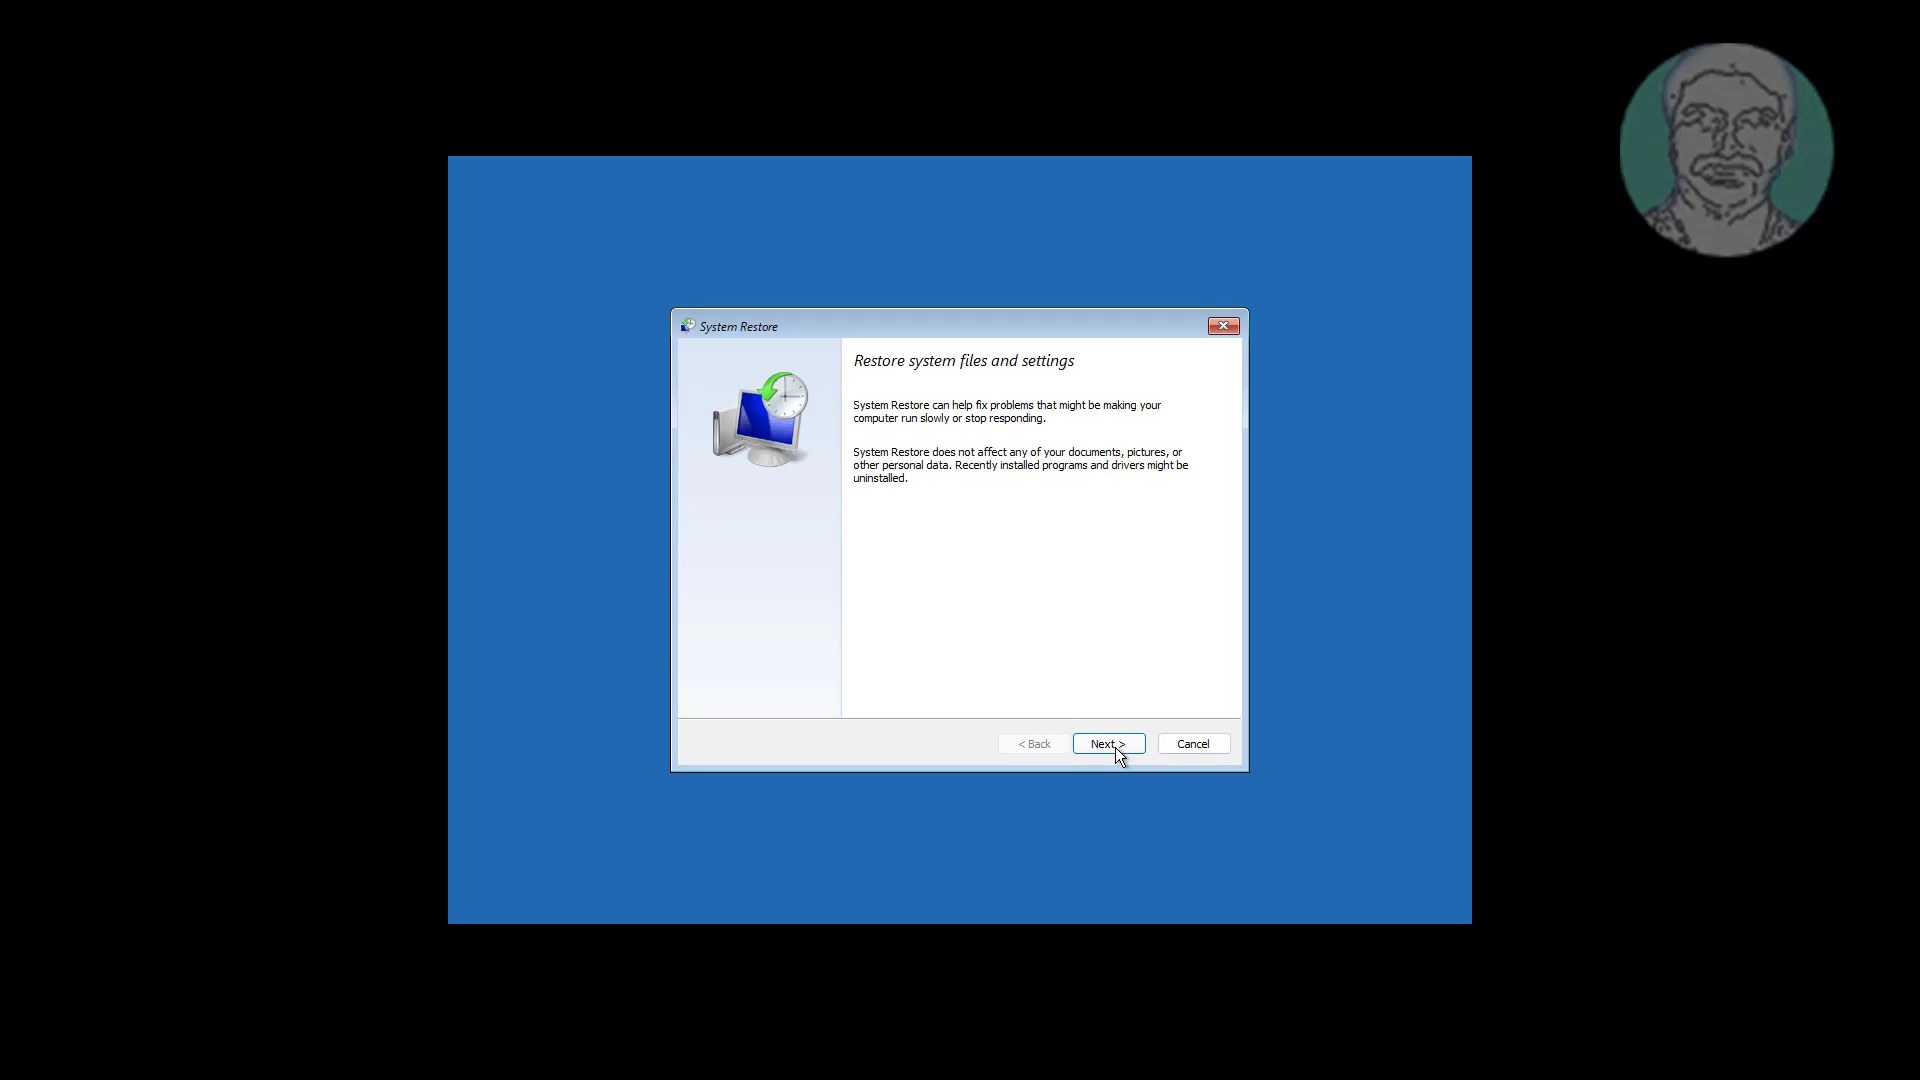 System Restore
Restore system files and settings
System Restore can help fix problems that might be making your
computer run slowly or stop responding.
System Restore does not affect any of your documents, pictures, or
other personal data. Recently installed programs and drivers might be
uninstalled.
< Back
Next >
Cancel